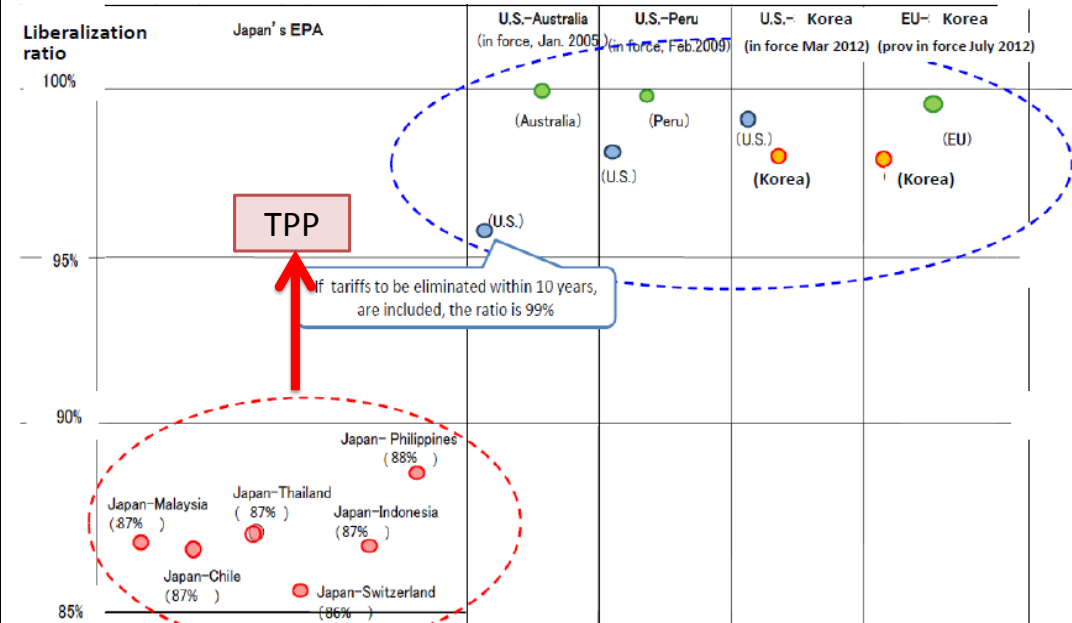 Liberalization
ratio
Japan's EPA
U.S.-Australia
(in force, Jan. 2005)
U.S.-Peru
(in force, Feb.2009)
U.S.- Korea
(in force Mar 2012)
EU- Korea
(prov in force July 2012)
100%
(Australia)
(Peru)
(U.S.)
(EU)
(U.S.)
(Korea)
(Korea)
TPP
(U.S.)
95%
If tariffs to be eliminated within 10 years,
are included, the ratio is 99%
90%
Japan- Philippines
(88% )
Japan-Thailand
( 87% )
Japan-Malaysia
(87% )
Japan-Indonesia
(87% )
Japan-Chile
(87% )
Japan-Switzerland
(86% )
85%